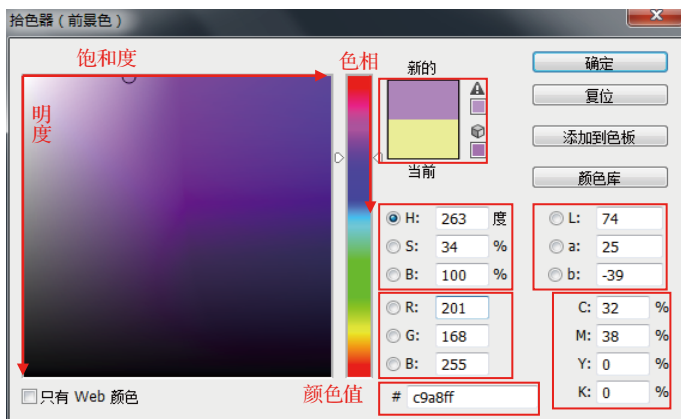 拾色器（前景色）
饱和度
色相
明度
新的
当前
确定
复位
添加到色板
颜色库
H: 263 度
S: 34 %
B: 100 %
R: 201
G: 168
B: 255
# c9a8ff
L: 74
a: 25
b: -39
C: 32 %
M: 38 %
Y: 0 %
K: 0 %
只有 Web 颜色
颜色值